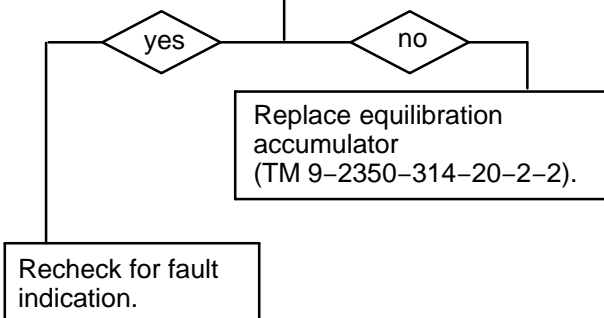 yes
no
Replace equilibration
accumulator
(TM 9−2350−314−20−2−2).
Recheck for fault
indication.